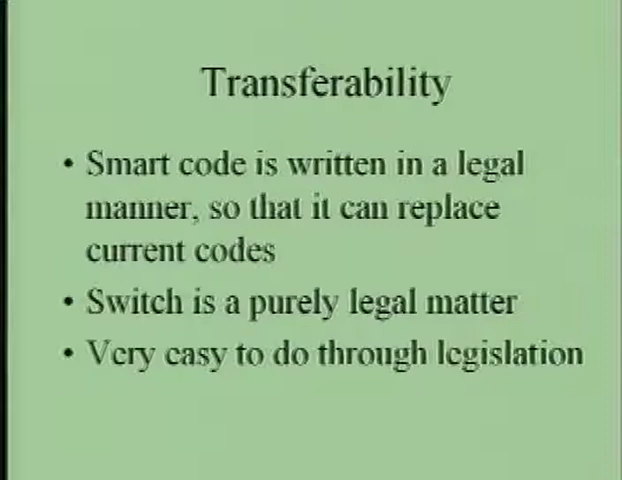 Transferability
• Smart code is written in a legal
manner, so that it can replace
current codes
• Switch is a purely legal matter
• Very easy to do through legislation